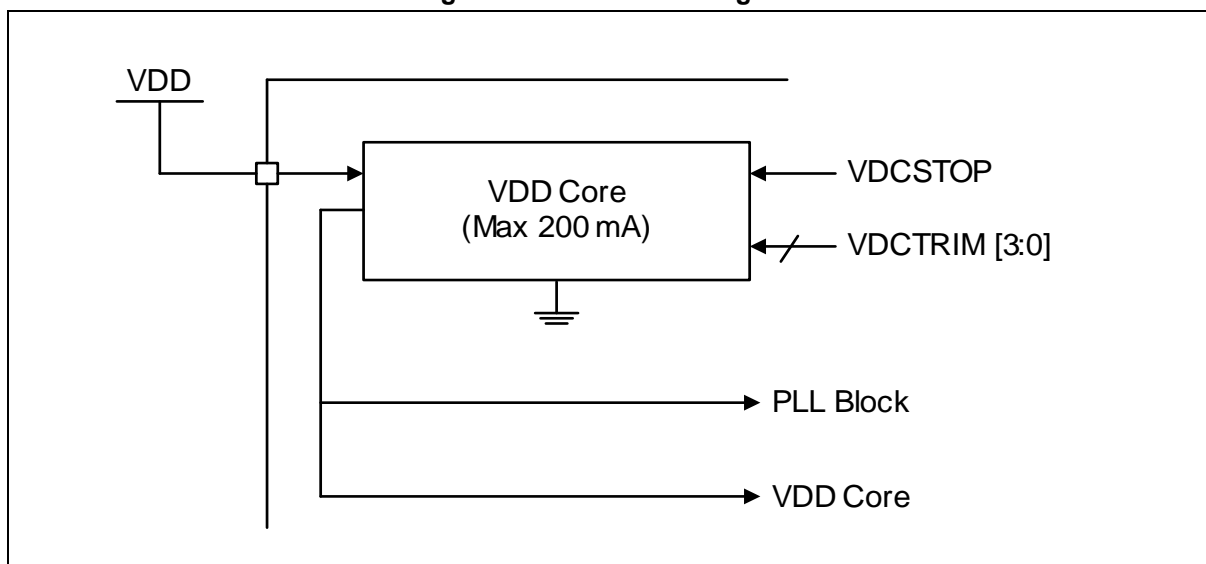 VDD
VDD Core
(Max 200 mA)
VDCSTOP
VDCTRIM [3:0]
PLL Block
VDD Core